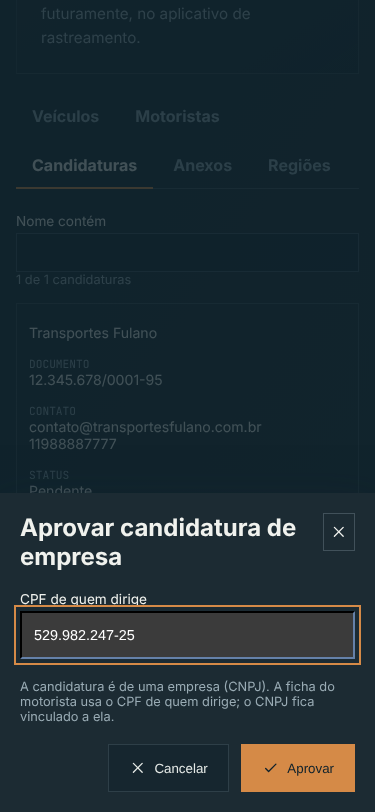 futuramente, no aplicativo de
rastreamento.
Veículos Motoristas
Candidaturas Anexos Regiões
Nome contém
1 de 1 candidaturas
Transportes Fulano
DOCUMENTO
12.345.678/0001-95
CONTATO
contato@transportesfulano.com.br
11988887777
STATUS
Pendente
Aprovar candidatura de
empresa
CPF de quem dirige
529.982.247-25
A candidatura é de uma empresa (CNPJ). A ficha do
motorista usa o CPF de quem dirige; o CNPJ fica
vinculado a ela.
Cancelar Aprovar